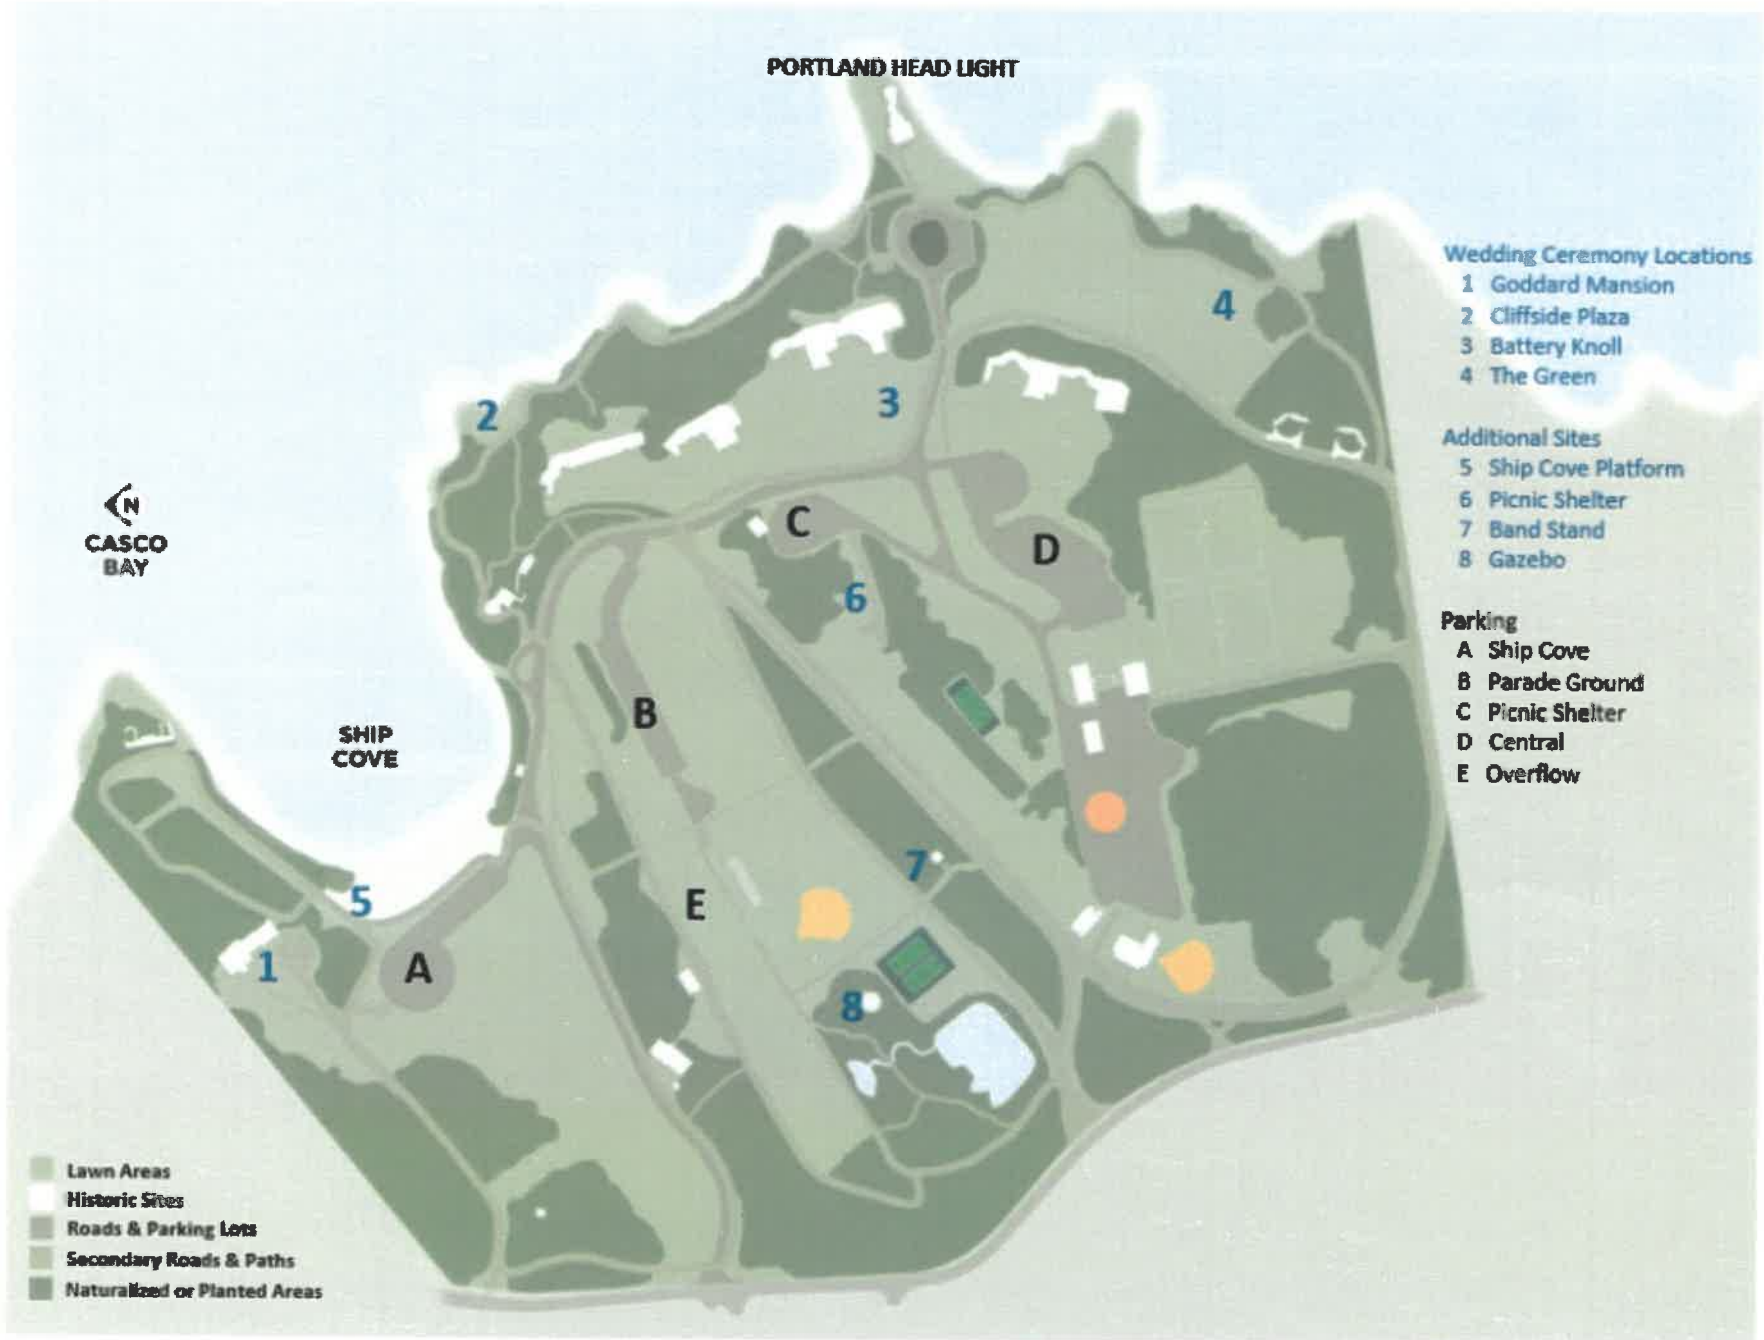 PORTLAND HEAD LIGHT
Wedding Ceremony Locations
1 Goddard Mansion
2 Cliffside Plaza
3 Battery Knoll
4 The Green
Additional Sites
5 Ship Cove Platform
6 Picnic Shelter
7 Band Stand
8 Gazebo
Parking
A Ship Cove
B Parade Ground
C Picnic Shelter
D Central
E Overflow
4
3
2
N
CASCO
BAY
C
D
6
B
SHIP
COVE
7
5
E
1
A
8
Lawn Areas
Historic Sites
Roads & Parking Lots
Secondary Roads & Paths
Naturalized or Planted Areas